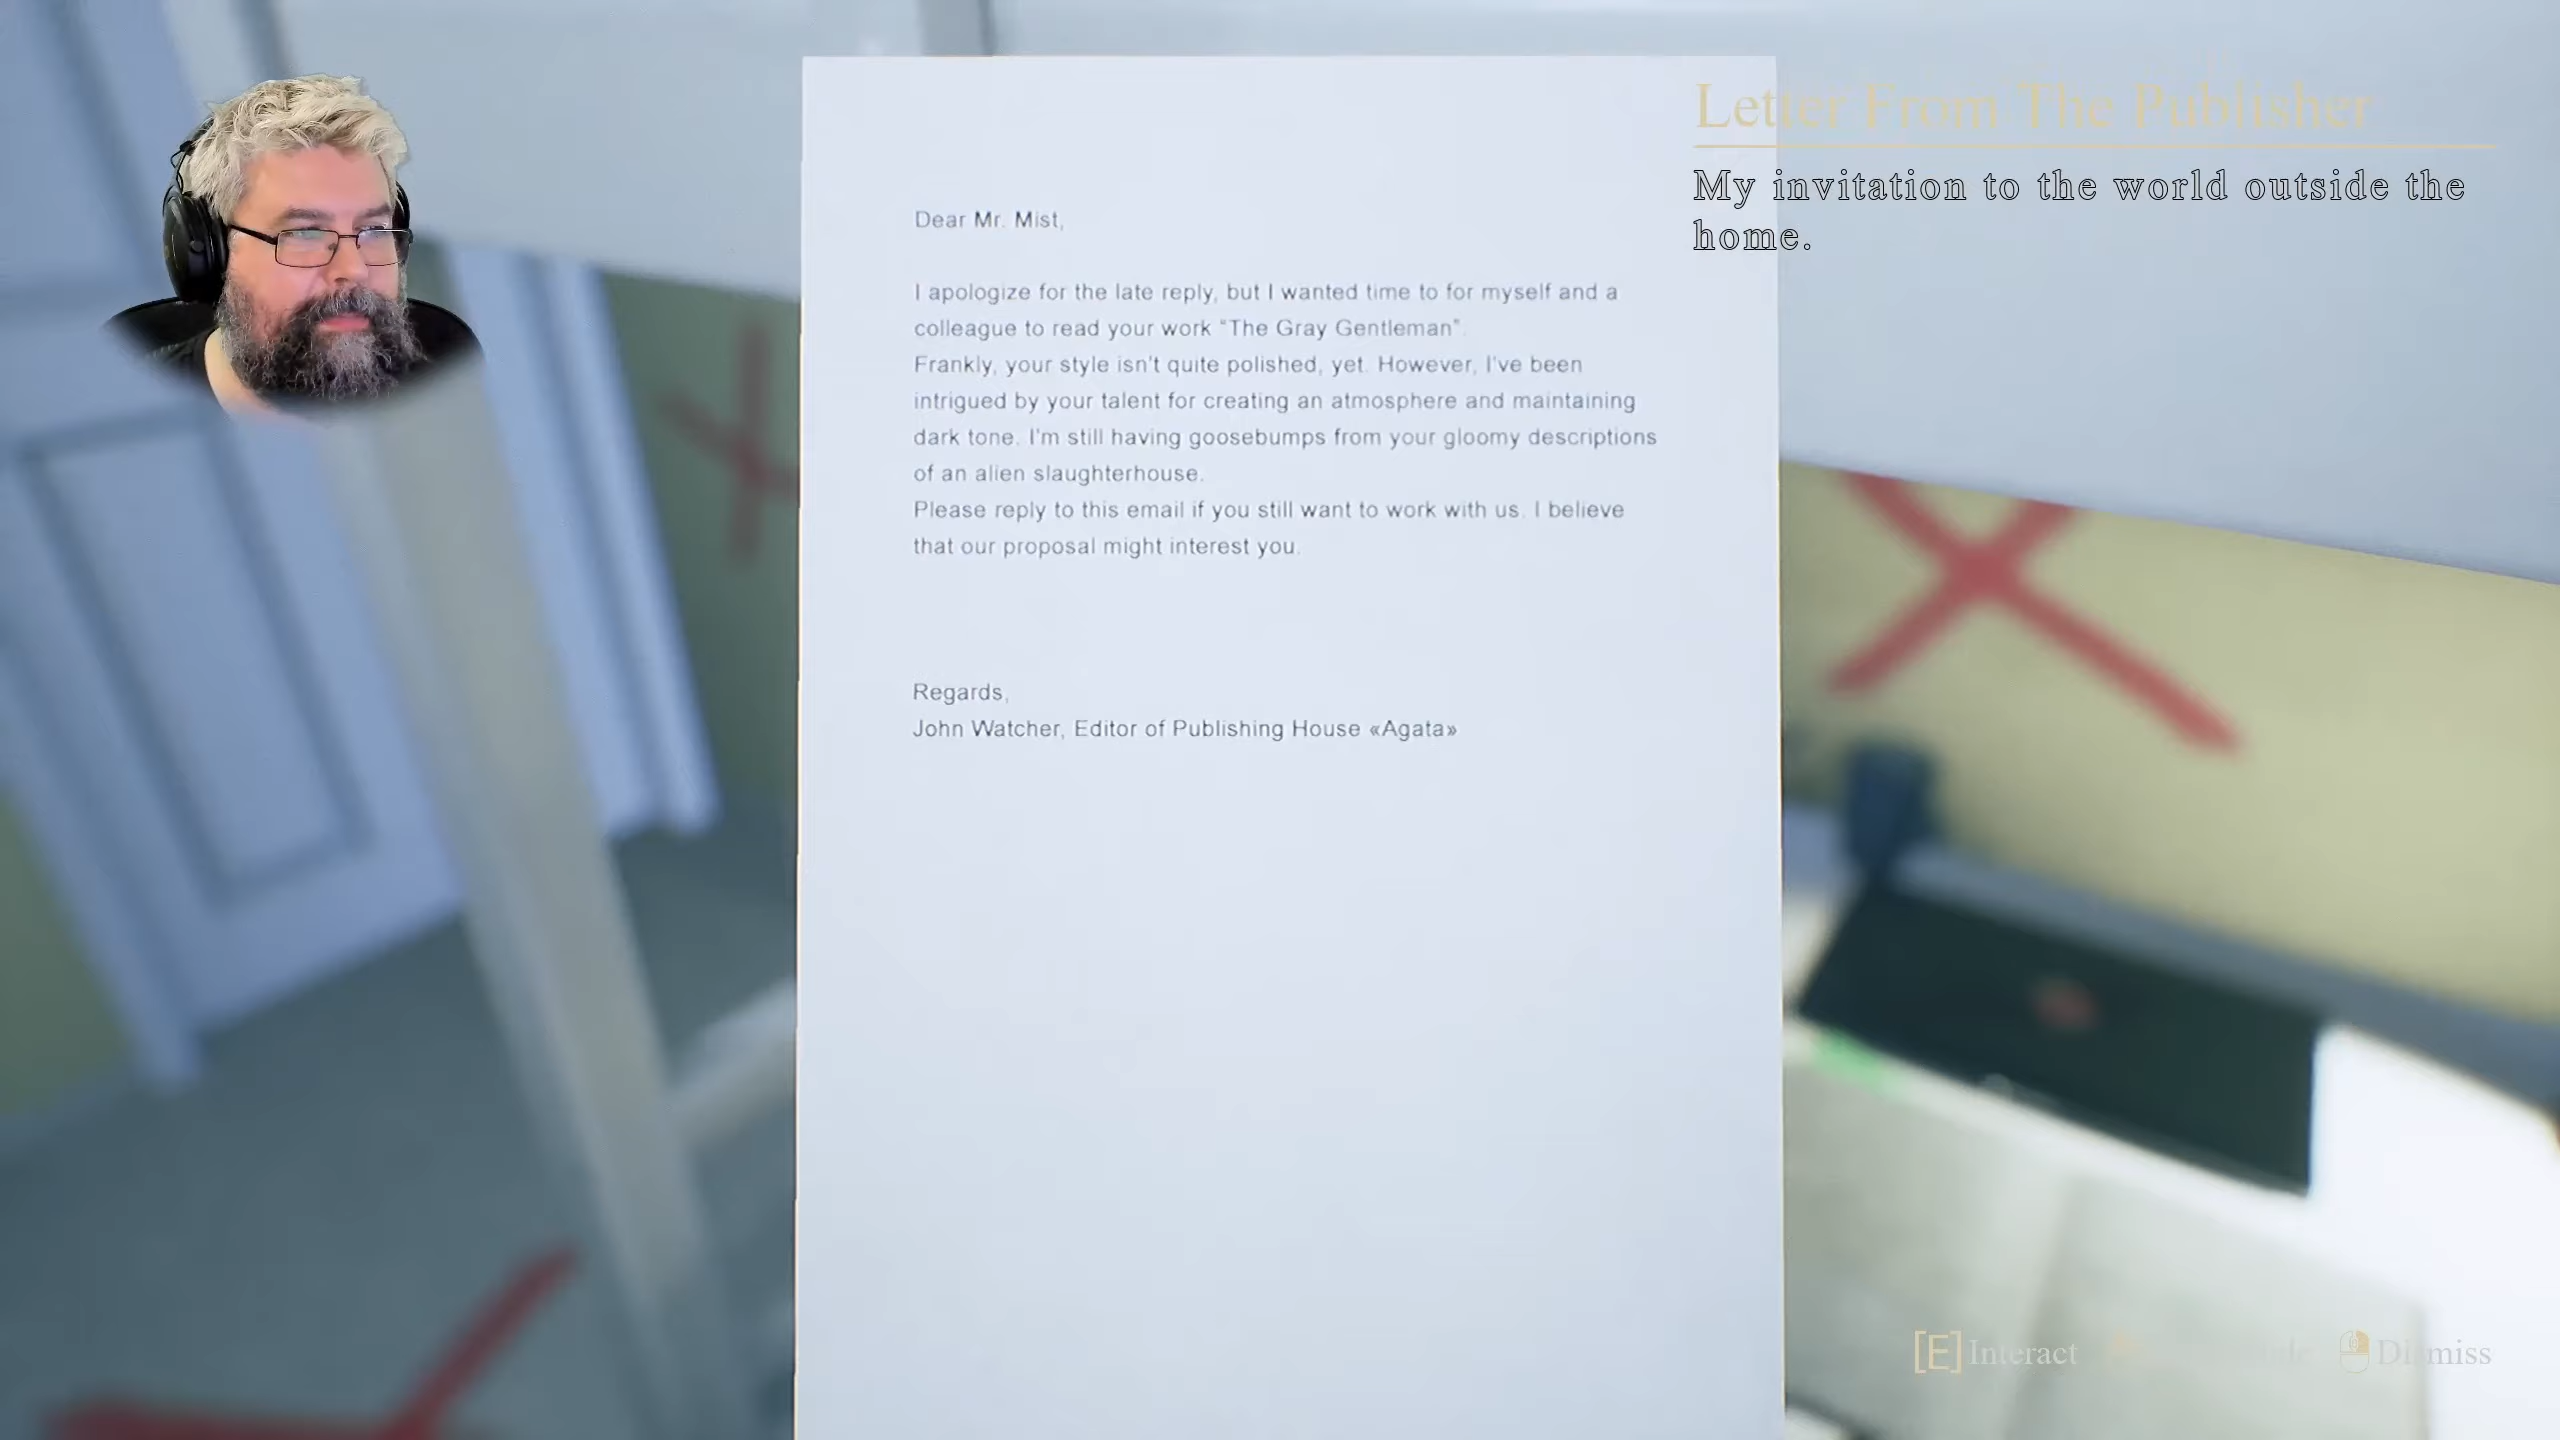 Letter From The Publisher
My invitation to the world outside the
home.
Dear Mr. Mist,
I apologize for the late reply, but I wanted time to for myself and a
colleague to read your work “The Gray Gentleman”.
Frankly, your style isn't quite polished, yet. However, I've been
intrigued by your talent for creating an atmosphere and maintaining
dark tone. I'm still having goosebumps from your gloomy descriptions
of an alien slaughterhouse.
Please reply to this email if you still want to work with us. I believe
that our proposal might interest you.
Regards,
John Watcher, Editor of Publishing House «Agata»
[E] Interact
Dismiss